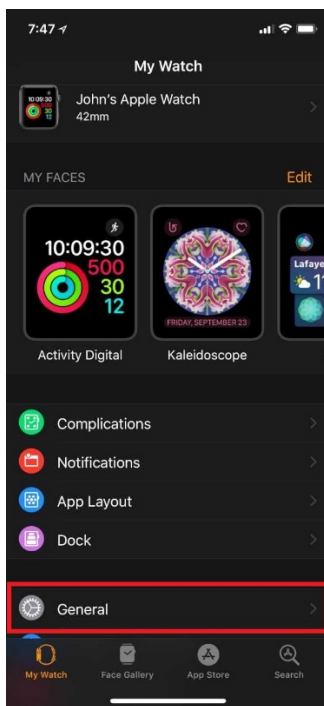 7:47
My Watch
10:09:30
John's Apple Watch
42mm
MY FACES
Edit
10:09:30
500
30
12
FRIDAY, SEPTEMBER 23
Lafaye
11
Activity Digital
Kaleidoscope
Complications
Notifications
App Layout
Dock
General
My Watch
Face Gallery
App Store
Search